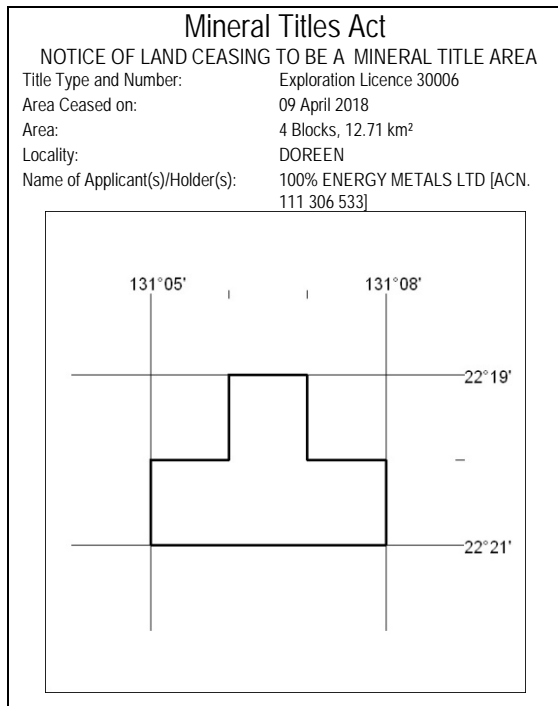 Mineral Titles Act
NOTICE OF LAND CEASING TO BE A MINERAL TITLE AREA
Title Type and Number: Exploration Licence 30006
Area Ceased on: 09 April 2018
Area: 4 Blocks, 12.71 km²
Locality: DOREEN
Name of Applicant(s)/Holder(s): 100% ENERGY METALS LTD [ACN.
111 306 533]
131°05' 131°08'
22°19'
22°21'